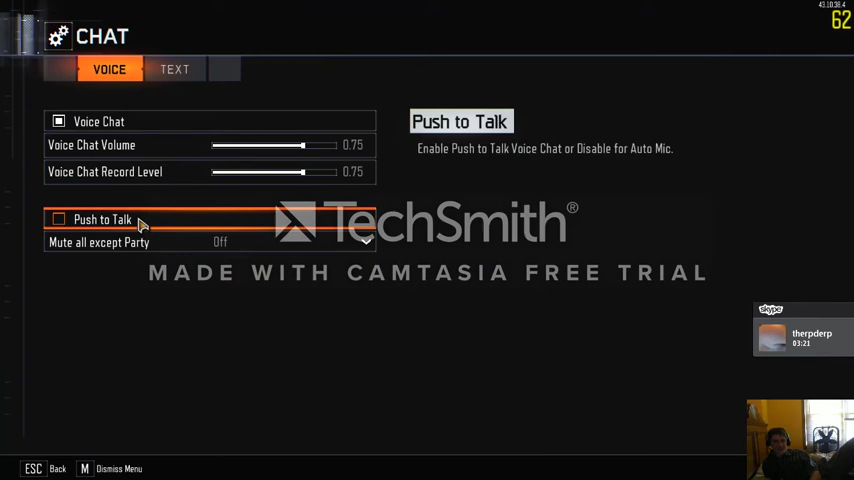 43.10.38.4
62
CHAT
VOICE TEXT
Voice Chat
Voice Chat Volume 0.75
Voice Chat Record Level 0.75
Push to Talk
Mute all except Party Off
Push to Talk
Enable Push to Talk Voice Chat or Disable for Auto Mic.
TechSmith®
MADE WITH CAMTASIA FREE TRIAL
skype
therpderp
03:21
ESC Back M Dismiss Menu